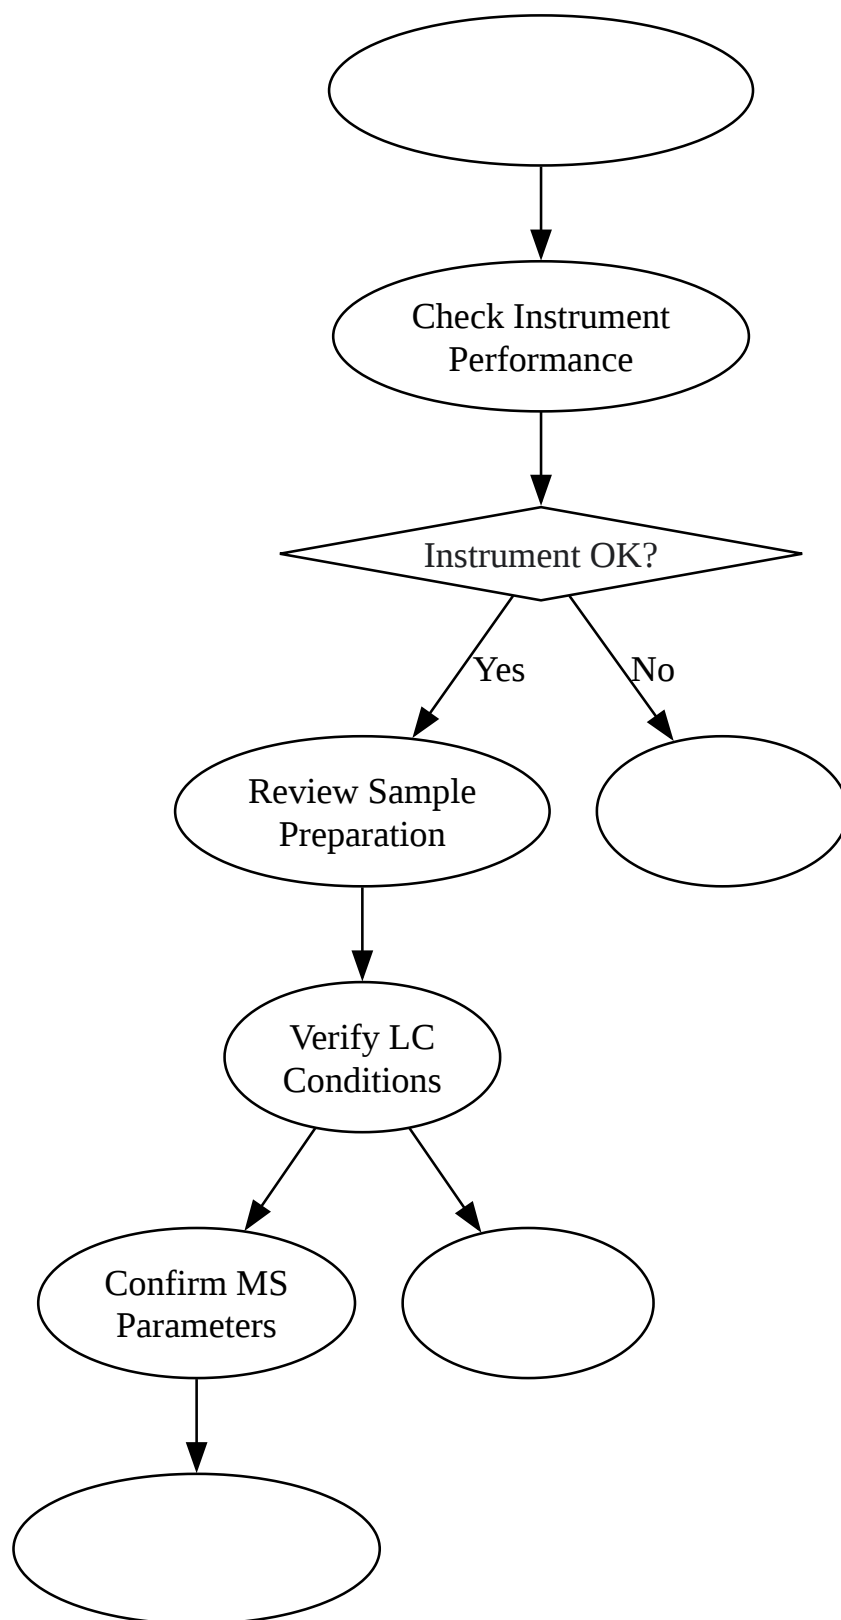 Check Instrument
Performance
Instrument OK?
Yes
No
Review Sample
Preparation
Verify LC
Conditions
Confirm MS
Parameters